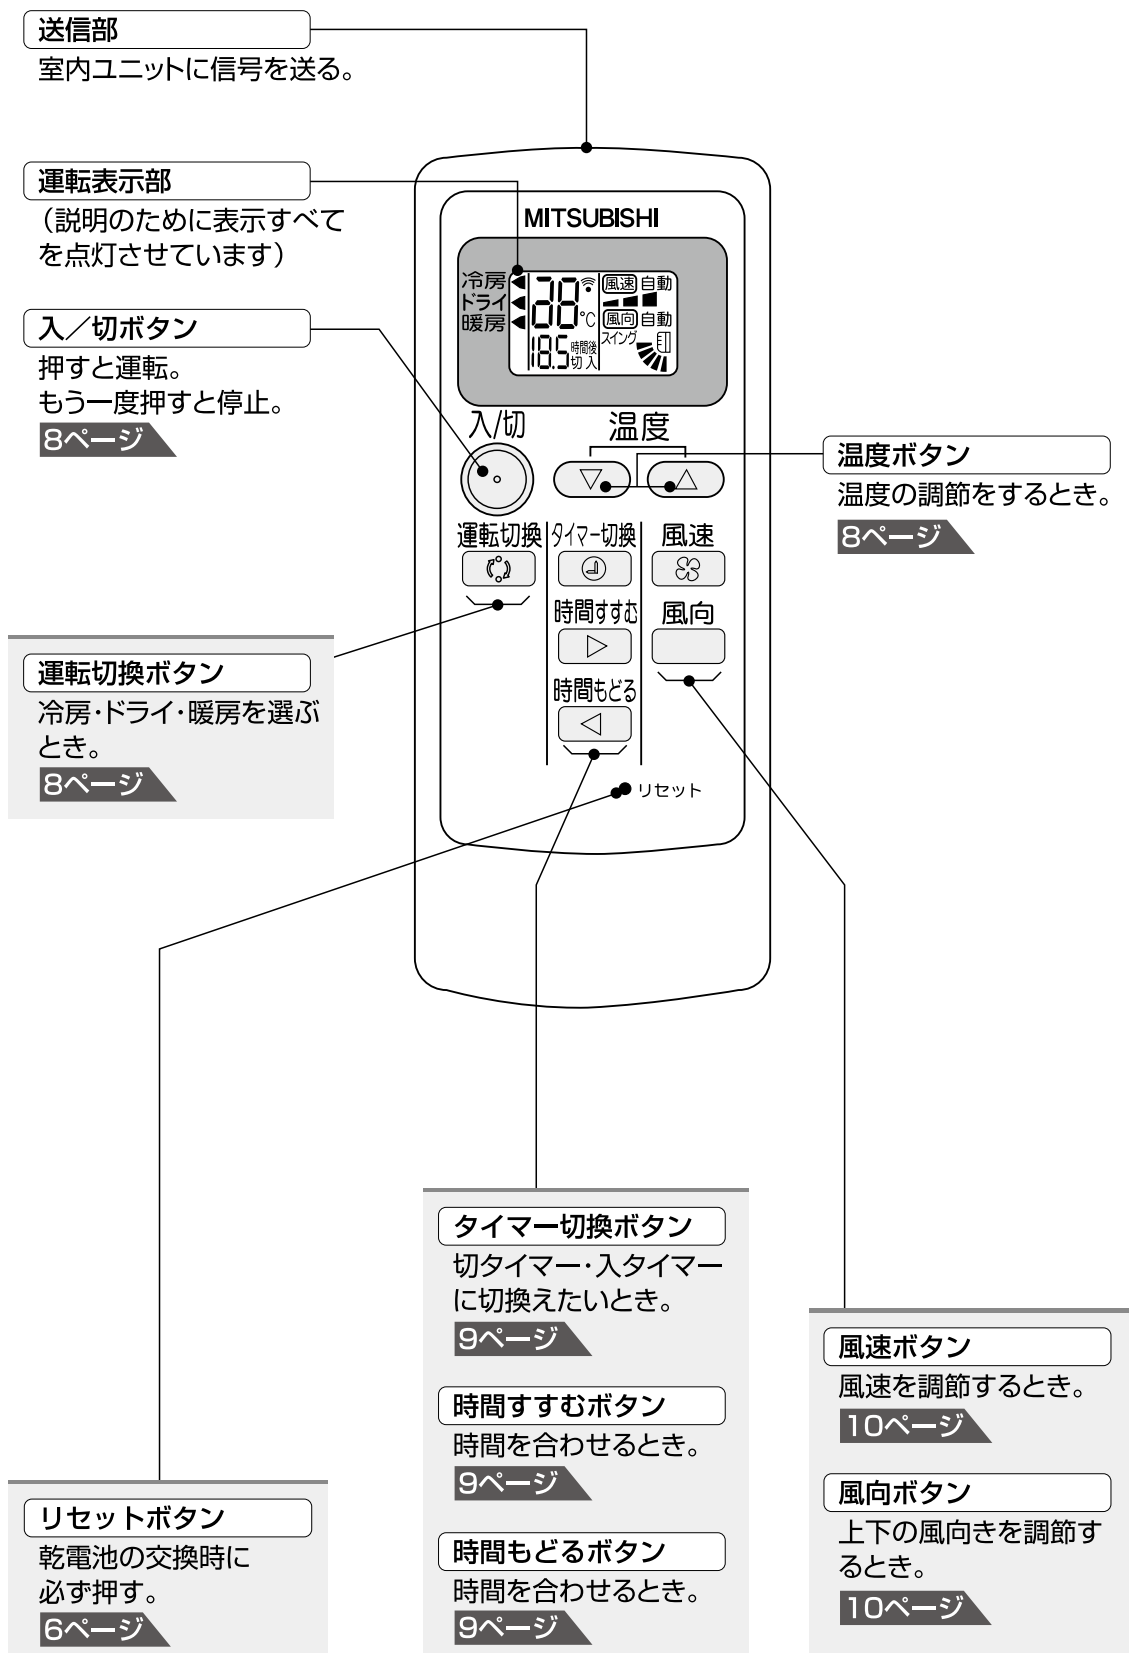 送信部
室内ユニットに信号を送る。
運転表示部
(説明のために表示すべて
を点灯させています)
入/切ボタン
押すと運転。
もう一度押すと停止。
8ページ
MITSUBISHI
冷房
ドライ
暖房
28
℃
18.5
時間後
切 入
風速 自動
風向 自動
スイング
入/切
温度
温度ボタン
温度の調節をするとき。
8ページ
運転切換
タイマー切換
風速
時間すすむ
風向
時間もどる
リセット
運転切換ボタン
冷房・ドライ・暖房を選ぶ
とき。
8ページ
タイマー切換ボタン
切タイマー・入タイマー
に切換えたいとき。
9ページ
時間すすむボタン
時間を合わせるとき。
9ページ
時間もどるボタン
時間を合わせるとき。
9ページ
風速ボタン
風速を調節するとき。
10ページ
風向ボタン
上下の風向きを調節す
るとき。
10ページ
リセットボタン
乾電池の交換時に
必ず押す。
6ページ